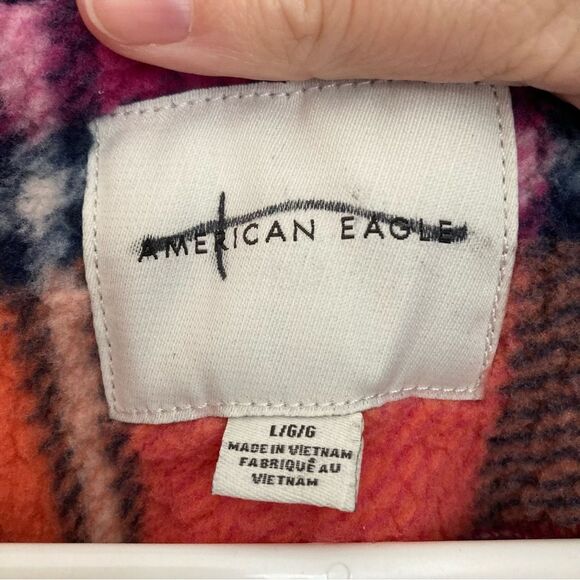 AMERICAN EAGLE
L/G/G
MADE IN VIETNAM
FABRIQUÉ AU
VIETNAM